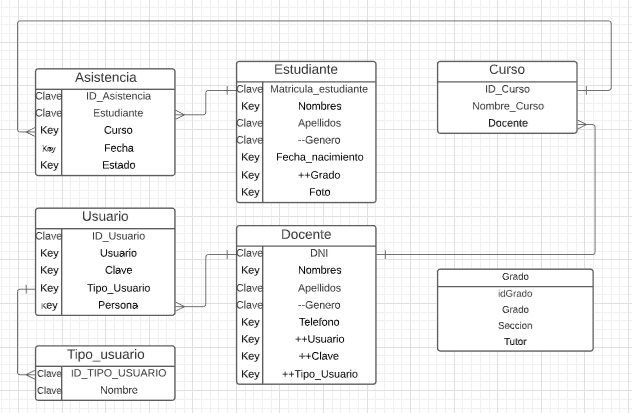 Asistencia
Clave ID_Asistencia
Clave Estudiante
Key Curso
Key Fecha
Key Estado
Estudiante
Clave Matricula_estudiante
Key Nombres
Clave Apellidos
Clave --Genero
Key Fecha_nacimiento
Key ++Grado
Key Foto
Curso
ID_Curso
Nombre_Curso
Docente
Usuario
Clave ID_Usuario
Key Usuario
Key Clave
Key Tipo_Usuario
Key Persona
Docente
Clave DNI
Key Nombres
Clave Apellidos
Clave --Genero
Key Telefono
Key ++Usuario
Key ++Clave
Key ++Tipo_Usuario
Grado
idGrado
Grado
Seccion
Tutor
Tipo_usuario
Clave ID_TIPO_USUARIO
Clave Nombre